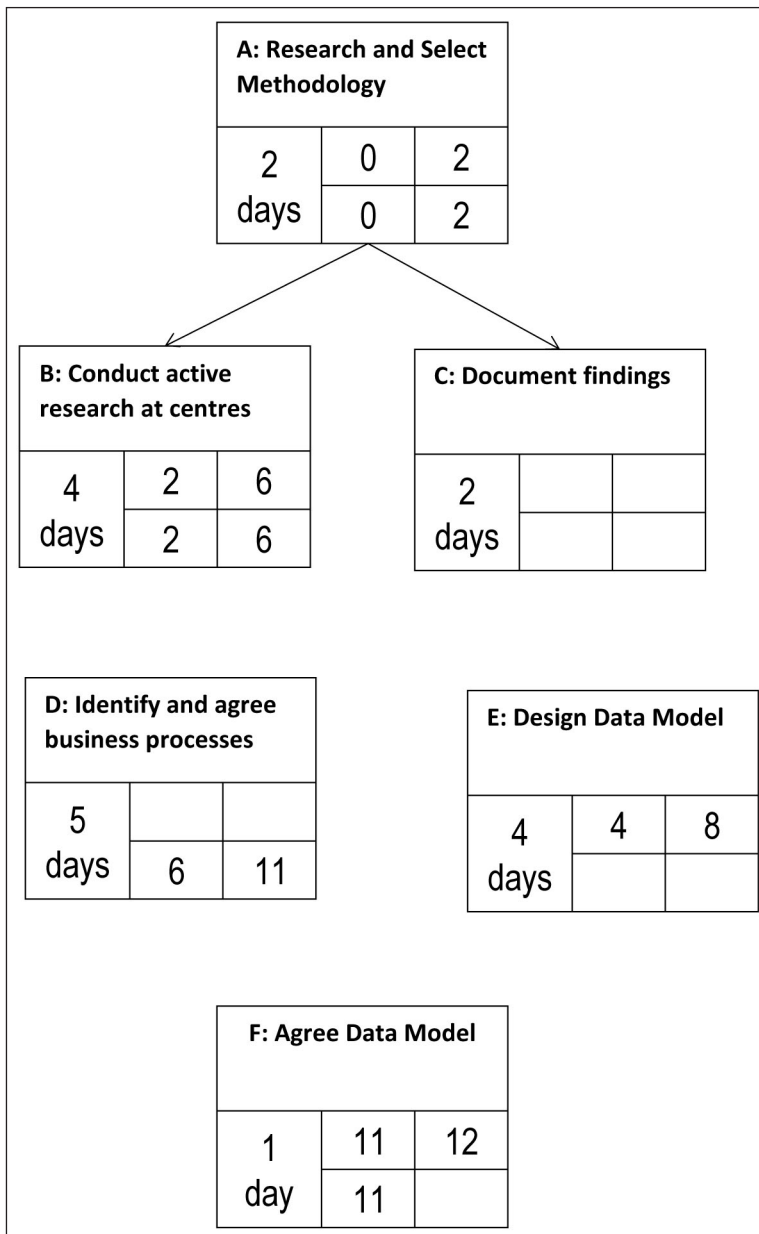 A: Research and Select
Methodology
2
days
0
2
0
2
B: Conduct active
research at centres
4
days
2
6
2
6
C: Document findings
2
days
D: Identify and agree
business processes
5
days
6
11
E: Design Data Model
4
days
4
8
F: Agree Data Model
1
day
11
12
11